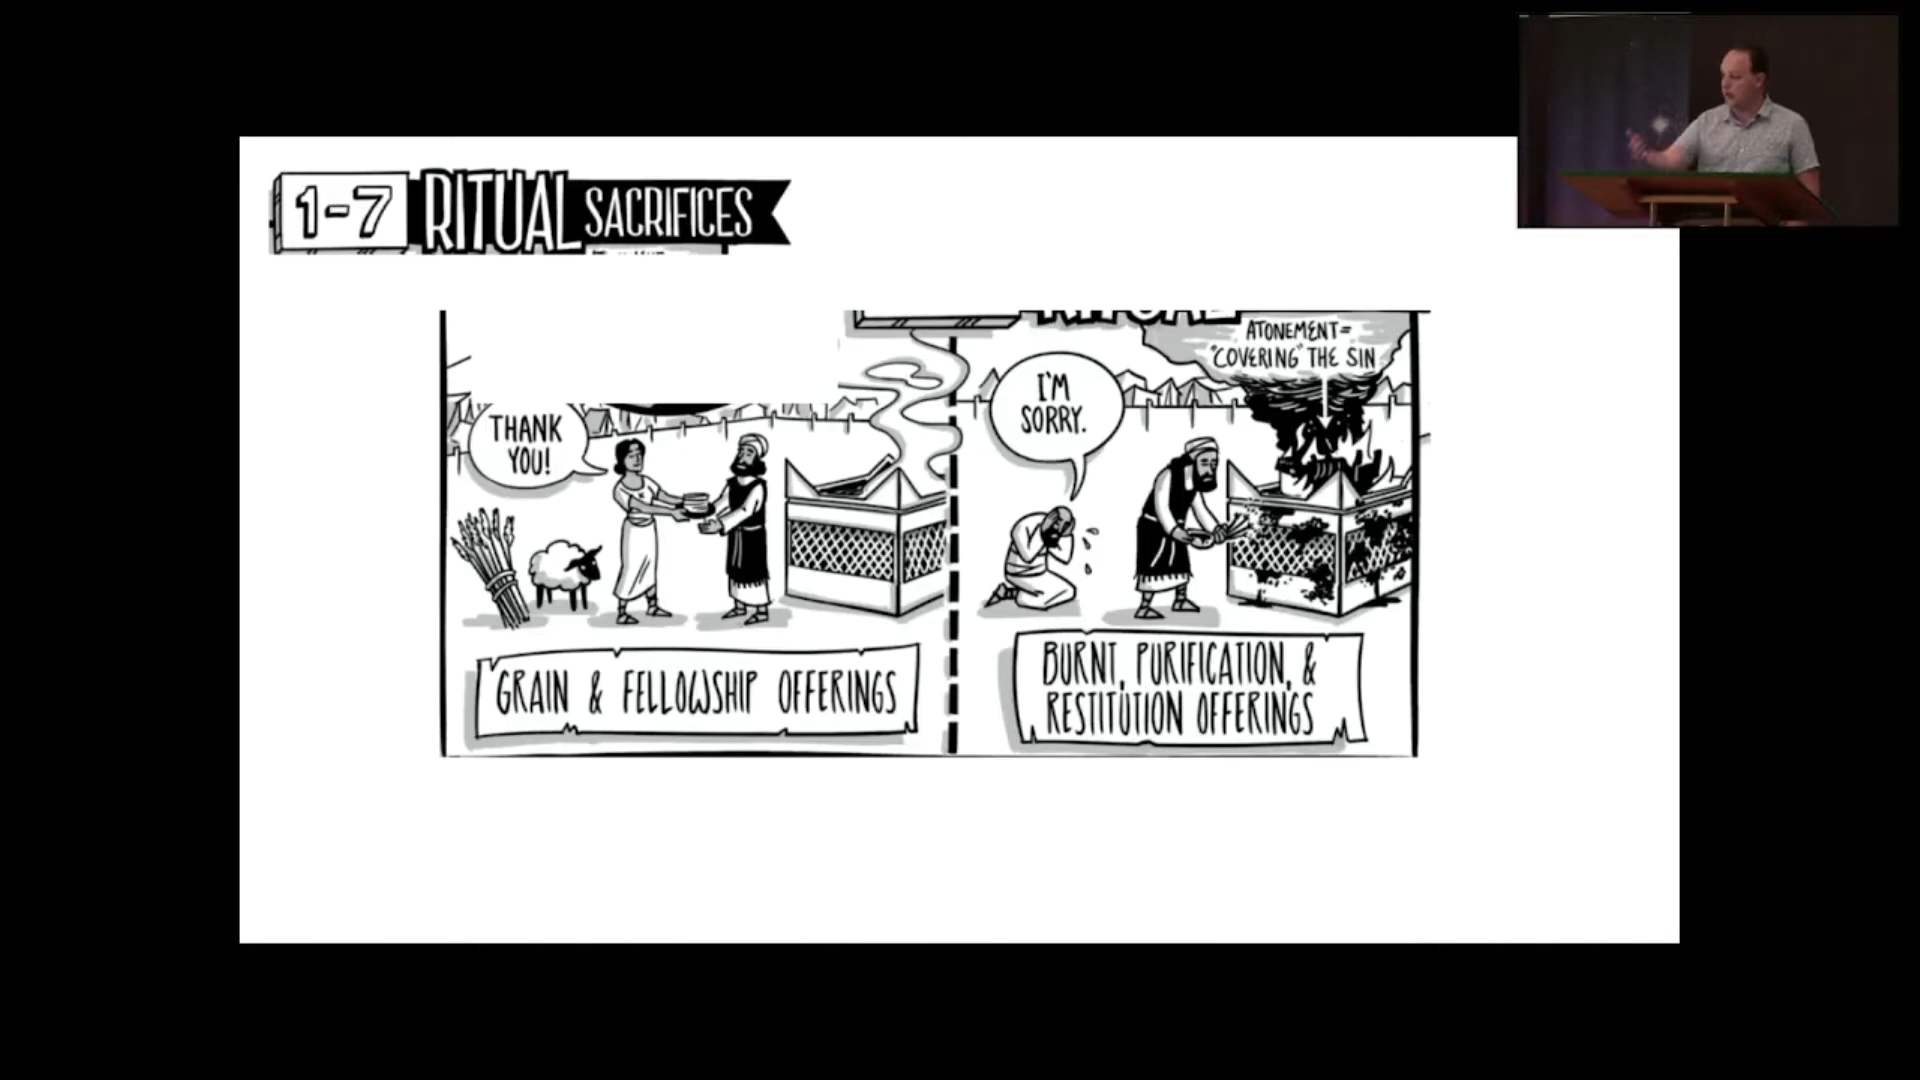 1-7 RITUAL SACRIFICES
THANK
YOU!
GRAIN & FELLOWSHIP OFFERINGS
ATONEMENT=
"COVERING" THE SIN
I'M
SORRY.
BURNT, PURIFICATION, &
RESTITUTION OFFERINGS